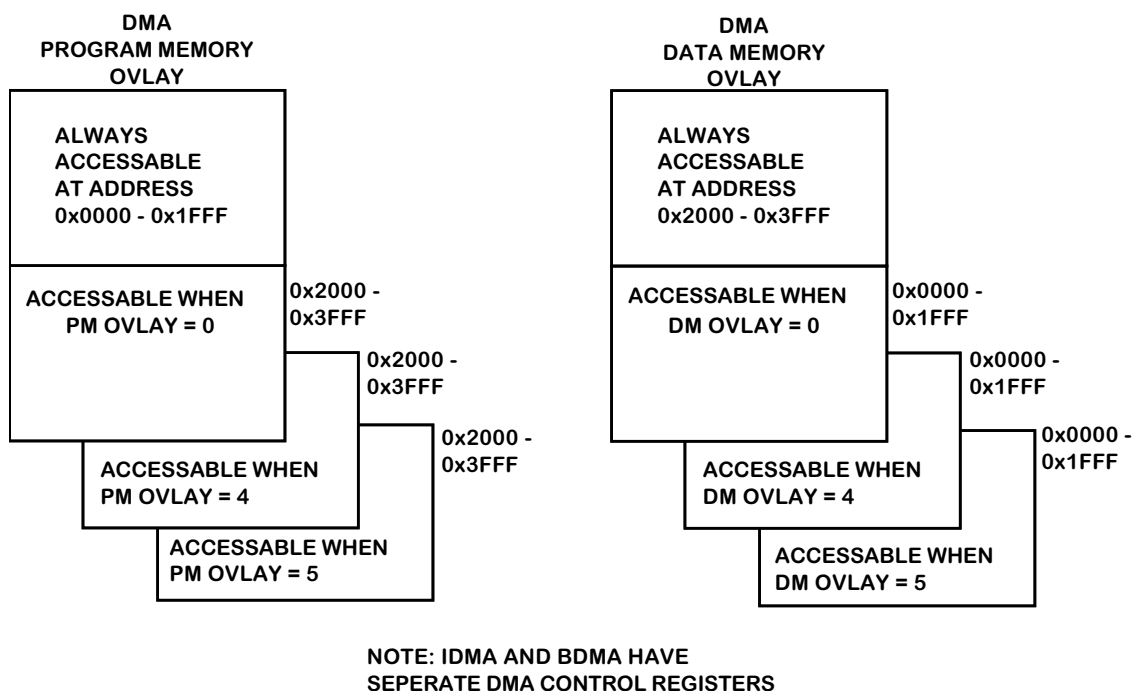 DMA
PROGRAM MEMORY
OVLAY
ALWAYS
ACCESSABLE
AT ADDRESS
0x0000 - 0x1FFF
ACCESSABLE WHEN
PM OVLAY = 0
0x2000 -
0x3FFF
0x2000 -
0x3FFF
0x2000 -
0x3FFF
ACCESSABLE WHEN
PM OVLAY = 4
ACCESSABLE WHEN
PM OVLAY = 5
DMA
DATA MEMORY
OVLAY
ALWAYS
ACCESSABLE
AT ADDRESS
0x2000 - 0x3FFF
ACCESSABLE WHEN
DM OVLAY = 0
0x0000 -
0x1FFF
0x0000 -
0x1FFF
0x0000 -
0x1FFF
ACCESSABLE WHEN
DM OVLAY = 4
ACCESSABLE WHEN
DM OVLAY = 5
NOTE: IDMA AND BDMA HAVE
SEPERATE DMA CONTROL REGISTERS